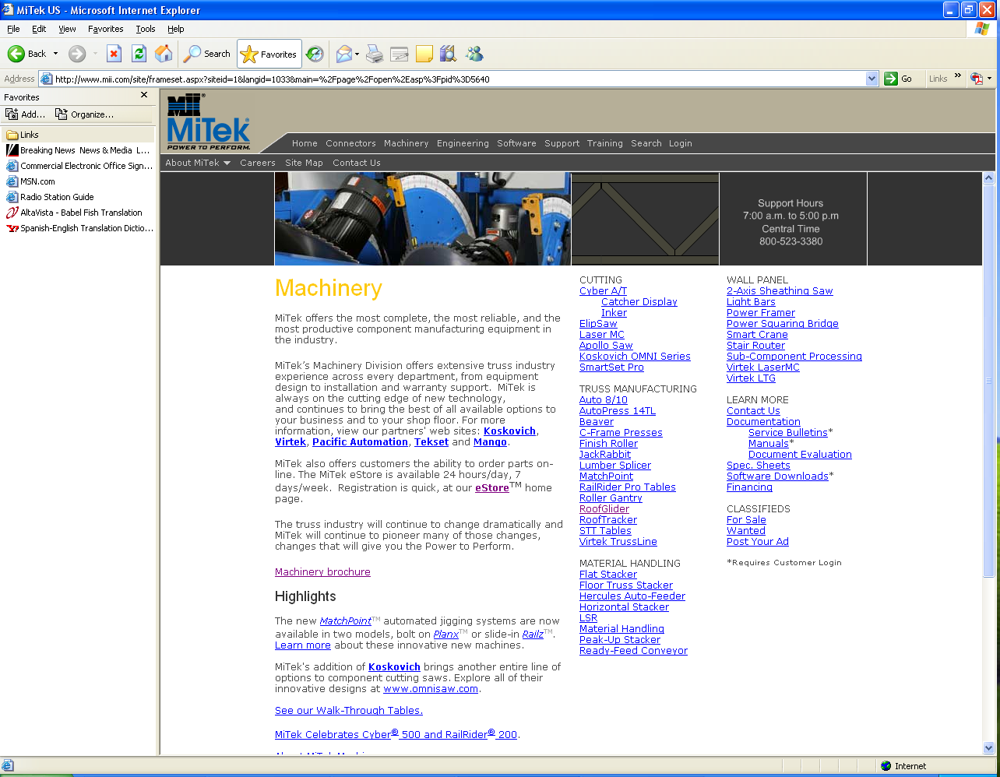 MiTek US - Microsoft Internet Explorer
File Edit View Favorites Tools Help
Back Search Favorites
Address http://www.mii.com/site/frameset.aspx?siteid=1&langid=1033&main=%2Fpage%2Fopen%2Easp%3Fpid%3D5640 Go Links »
Favorites
Add... Organize...
Links
Breaking News News & Media L...
Commercial Electronic Office Sign...
MSN.com
Radio Station Guide
AltaVista - Babel Fish Translation
Spanish-English Translation Dictio...
MiI®
MiTek®
POWER TO PERFORM.
Home Connectors Machinery Engineering Software Support Training Search Login
About MiTek Careers Site Map Contact Us
Support Hours
7:00 a.m. to 5:00 p.m
Central Time
800-523-3380
Machinery
MiTek offers the most complete, the most reliable, and the
most productive component manufacturing equipment in
the industry.
MiTek’s Machinery Division offers extensive truss industry
experience across every department, from equipment
design to installation and warranty support. MiTek is
always on the cutting edge of new technology,
and continues to bring the best of all available options to
your business and to your shop floor. For more
information, view our partners' web sites: Koskovich,
Virtek, Pacific Automation, Tekset and Mango.
MiTek also offers customers the ability to order parts on-
line. The MiTek eStore is available 24 hours/day, 7
days/week. Registration is quick, at our eStore™ home
page.
The truss industry will continue to change dramatically and
MiTek will continue to pioneer many of those changes,
changes that will give you the Power to Perform.
Machinery brochure
Highlights
The new MatchPoint™ automated jigging systems are now
available in two models, bolt on Planx™ or slide-in Railz™.
Learn more about these innovative new machines.
MiTek's addition of Koskovich brings another entire line of
options to component cutting saws. Explore all of their
innovative designs at www.omnisaw.com.
See our Walk-Through Tables.
MiTek Celebrates Cyber® 500 and RailRider® 200.
CUTTING
Cyber A/T
Catcher Display
Inker
ElipSaw
Laser MC
Apollo Saw
Koskovich OMNI Series
SmartSet Pro
TRUSS MANUFACTURING
Auto 8/10
AutoPress 14TL
Beaver
C-Frame Presses
Finish Roller
JackRabbit
Lumber Splicer
MatchPoint
RailRider Pro Tables
Roller Gantry
RoofGlider
RoofTracker
STT Tables
Virtek TrussLine
MATERIAL HANDLING
Flat Stacker
Floor Truss Stacker
Hercules Auto-Feeder
Horizontal Stacker
LSR
Material Handling
Peak-Up Stacker
Ready-Feed Conveyor
WALL PANEL
2-Axis Sheathing Saw
Light Bars
Power Framer
Power Squaring Bridge
Smart Crane
Stair Router
Sub-Component Processing
Virtek LaserMC
Virtek LTG
LEARN MORE
Contact Us
Documentation
Service Bulletins*
Manuals*
Document Evaluation
Spec. Sheets
Software Downloads*
Financing
CLASSIFIEDS
For Sale
Wanted
Post Your Ad
*Requires Customer Login
Internet